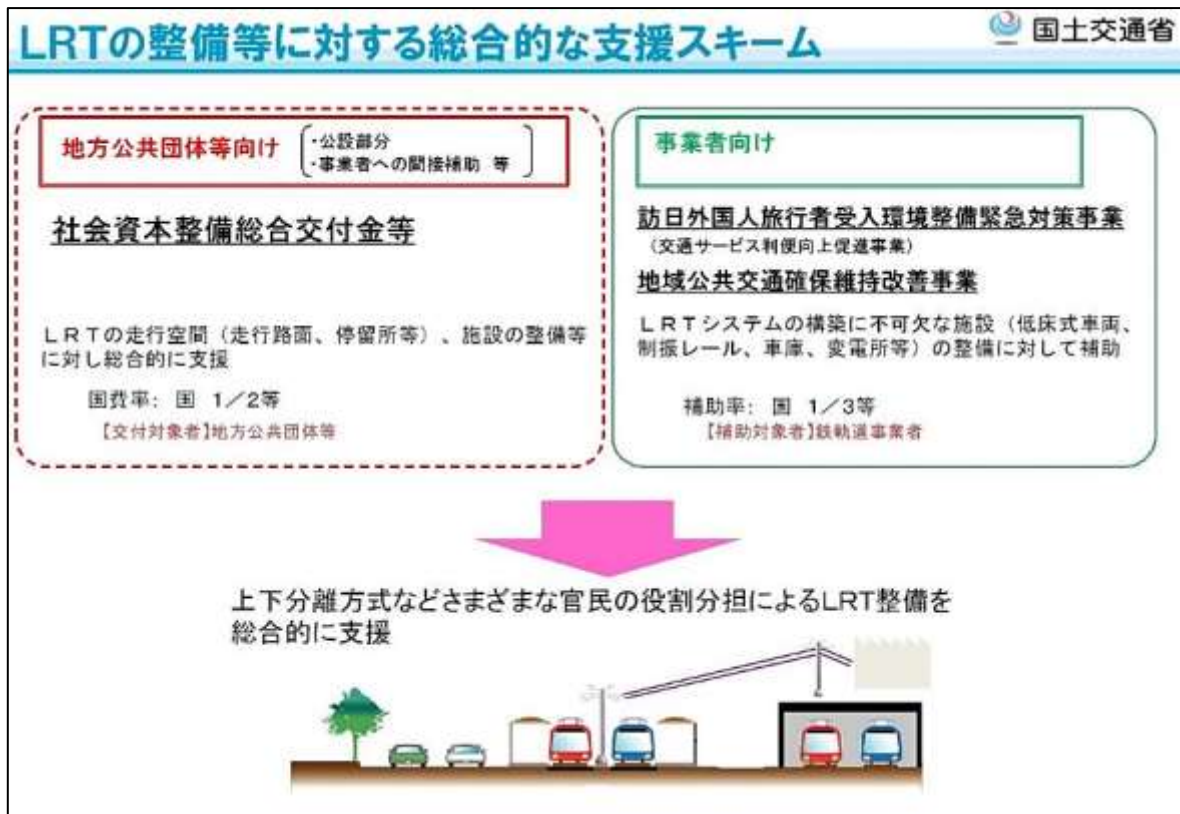 LRTの整備等に対する総合的な支援スキーム
国土交通省
地方公共団体等向け
・公設部分
・事業者への間接補助 等
社会資本整備総合交付金等
LRTの走行空間(走行路面、停留所等)、施設の整備等
に対し総合的に支援
国費率: 国 1/2等
【交付対象者】地方公共団体等
事業者向け
訪日外国人旅行者受入環境整備緊急対策事業
(交通サービス利便向上促進事業)
地域公共交通確保維持改善事業
LRTシステムの構築に不可欠な施設(低床式車両、
制振レール、車庫、変電所等)の整備に対して補助
補助率: 国 1/3等
【補助対象者】鉄軌道事業者
上下分離方式などさまざまな官民の役割分担によるLRT整備を
総合的に支援